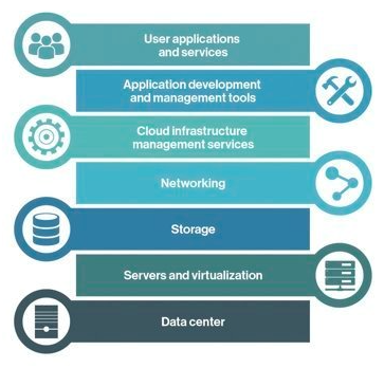 User applications
and services
Application development
and management tools
Cloud infrastructure
management services
Networking
Storage
Servers and virtualization
Data center